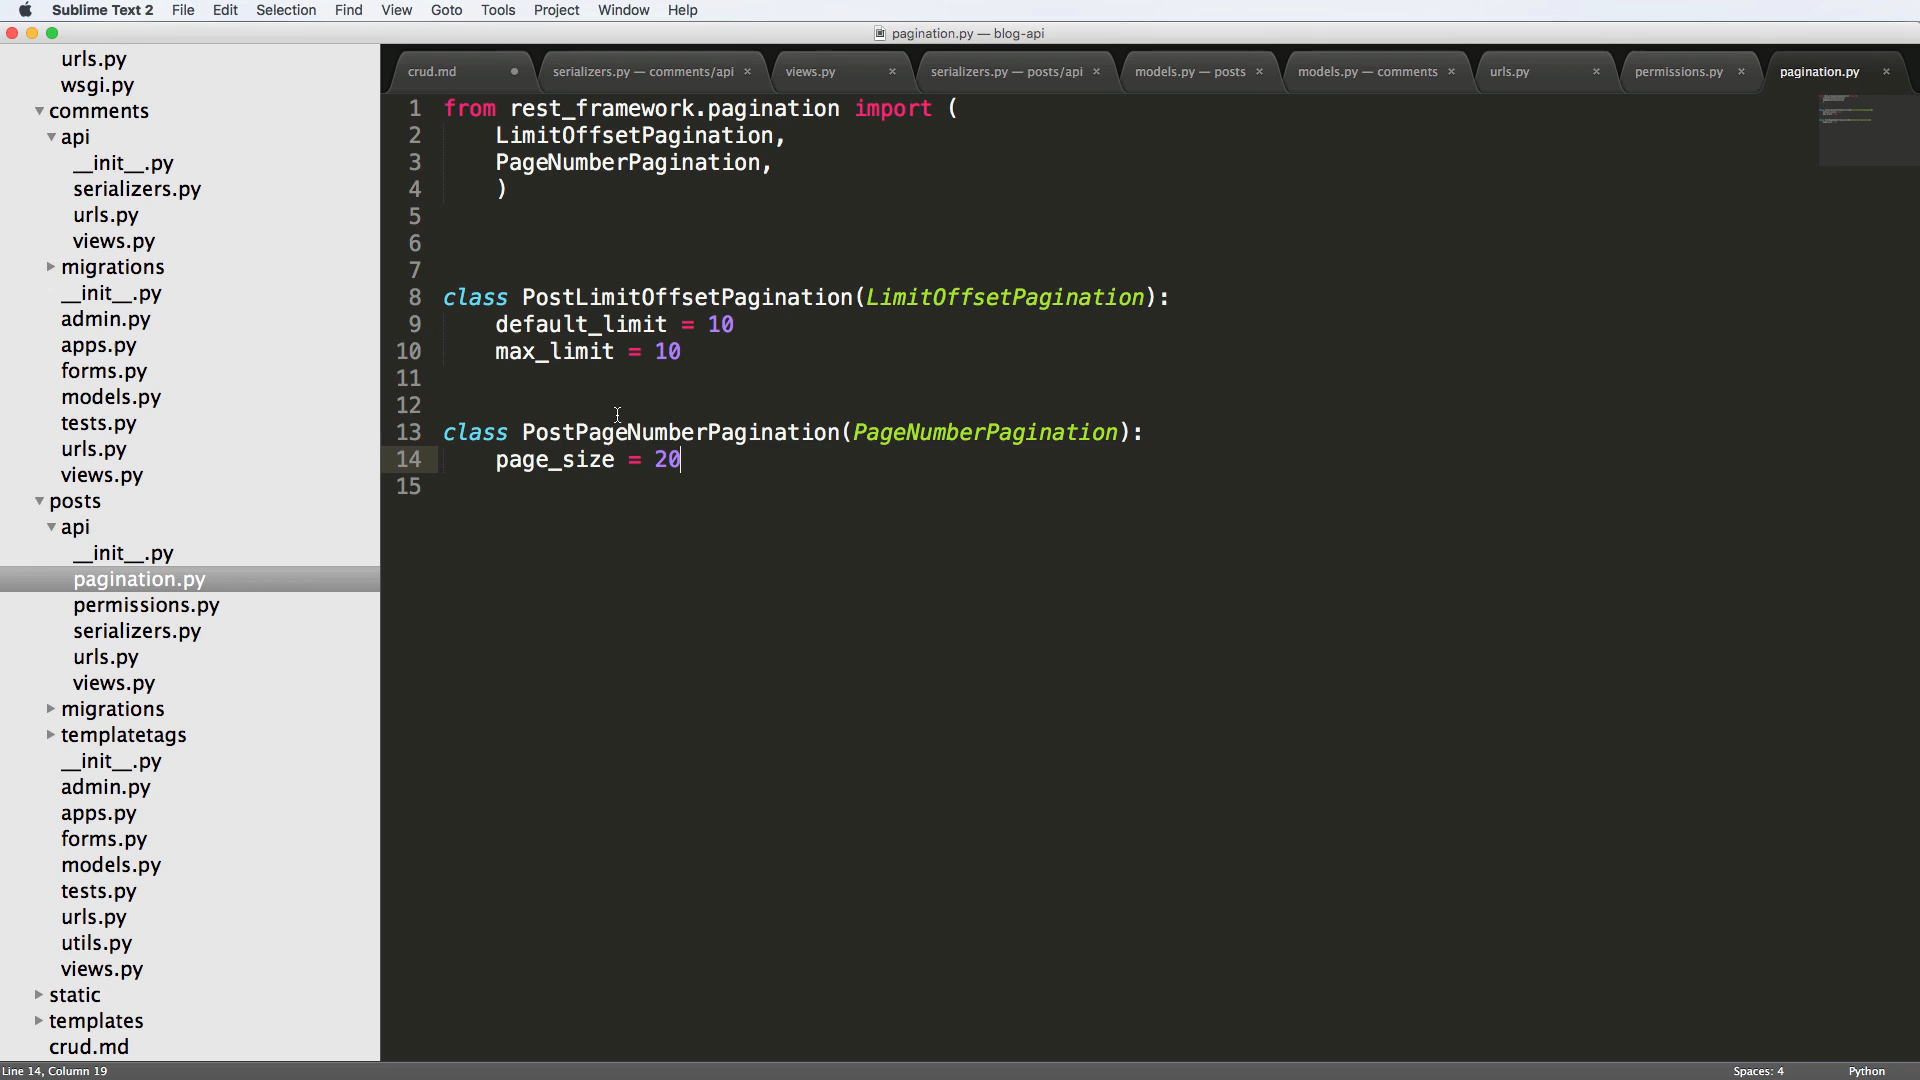 Sublime Text 2 File Edit Selection Find View Goto Tools Project Window Help
pagination.py — blog-api
urls.py
wsgi.py
comments
api
__init__.py
serializers.py
urls.py
views.py
migrations
__init__.py
admin.py
apps.py
forms.py
models.py
tests.py
urls.py
views.py
posts
api
__init__.py
pagination.py
permissions.py
serializers.py
urls.py
views.py
migrations
templatetags
__init__.py
admin.py
apps.py
forms.py
models.py
tests.py
urls.py
utils.py
views.py
static
templates
crud.md
crud.md serializers.py — comments/api × views.py × serializers.py — posts/api × models.py — posts × models.py — comments × urls.py × permissions.py × pagination.py ×
1 from rest_framework.pagination import (
2     LimitOffsetPagination,
3     PageNumberPagination,
4     )
5
6
7
8 class PostLimitOffsetPagination(LimitOffsetPagination):
9     default_limit = 10
10     max_limit = 10
11
12
13 class PostPageNumberPagination(PageNumberPagination):
14     page_size = 20
15
Line 14, Column 19 Spaces: 4 Python